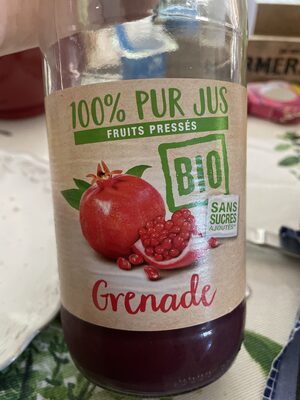 100% PUR JUS
FRUITS PRESSÉS
BIO
SANS
SUCRES
AJOUTÉS*
Grenade